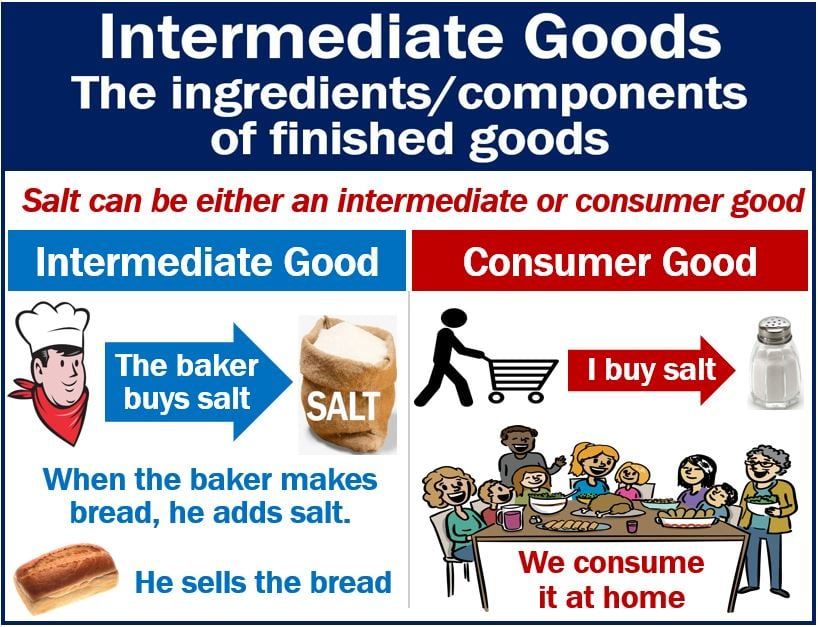 Intermediate Goods
The ingredients/components
of finished goods
Salt can be either an intermediate or consumer good
Intermediate Good
The baker
buys salt
SALT
When the baker makes
bread, he adds salt.
He sells the bread
Consumer Good
I buy salt
We consume
it at home